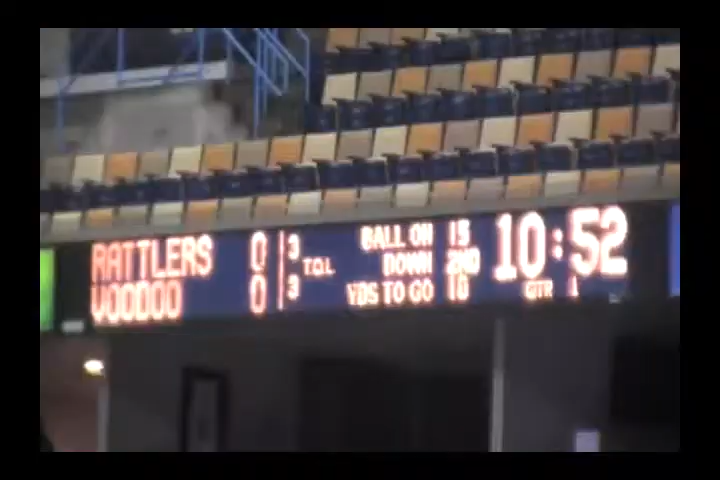 RATTLERS 0 3 T.O.L BALL ON 15 10:52
VOODOO 0 3 DOWN 2ND
YDS TO GO 10 QTR 1